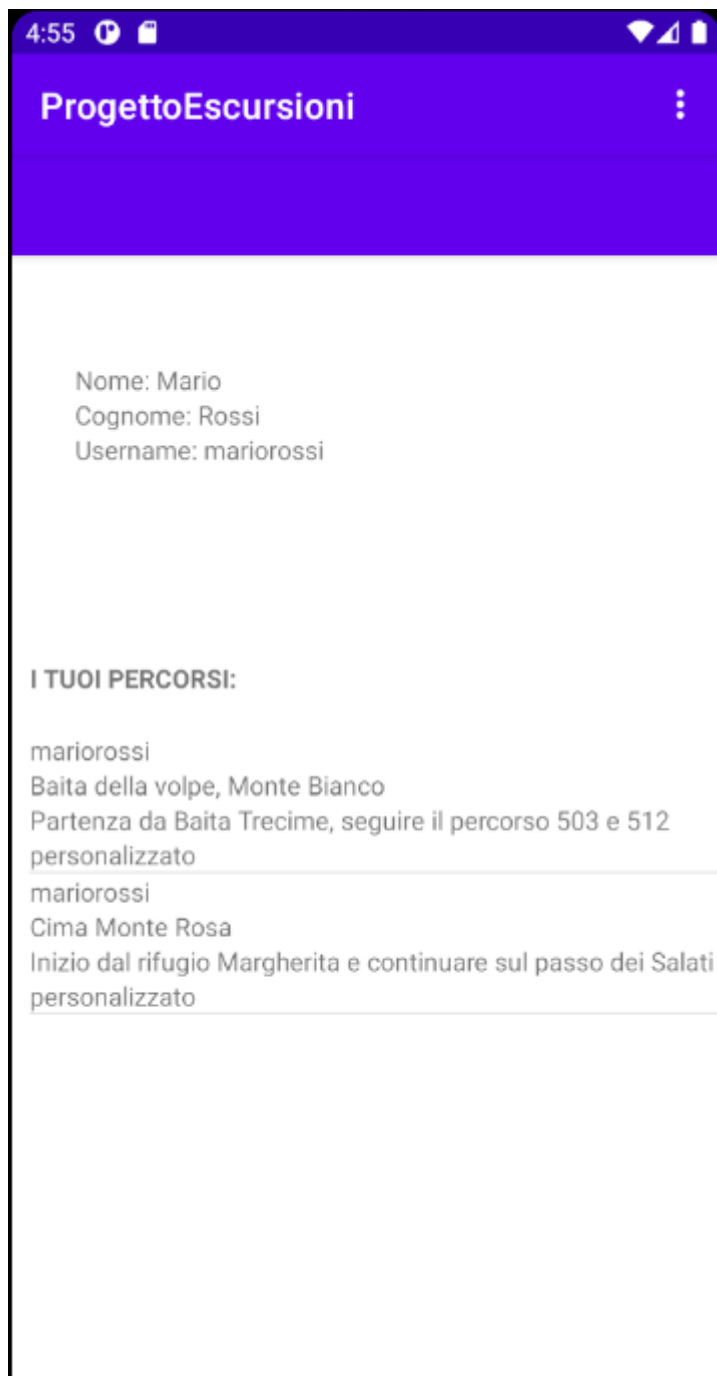 4:55
ProgettoEscursioni
Nome: Mario
Cognome: Rossi
Username: mariorossi
I TUOI PERCORSI:
mariorossi
Baita della volpe, Monte Bianco
Partenza da Baita Trecime, seguire il percorso 503 e 512
personalizzato
mariorossi
Cima Monte Rosa
Inizio dal rifugio Margherita e continuare sul passo dei Salati
personalizzato